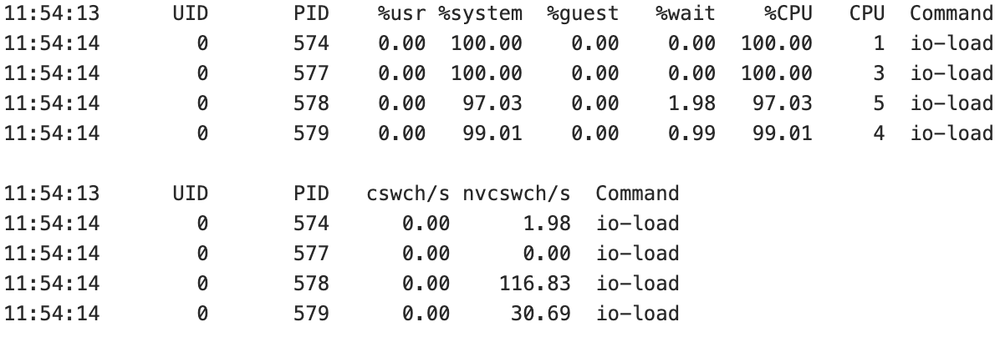 11:54:13 UID PID %usr %system %guest %wait %CPU CPU Command
11:54:14 0 574 0.00 100.00 0.00 0.00 100.00 1 io-load
11:54:14 0 577 0.00 100.00 0.00 0.00 100.00 3 io-load
11:54:14 0 578 0.00 97.03 0.00 1.98 97.03 5 io-load
11:54:14 0 579 0.00 99.01 0.00 0.99 99.01 4 io-load
11:54:13 UID PID cswch/s nvcswch/s Command
11:54:14 0 574 0.00 1.98 io-load
11:54:14 0 577 0.00 0.00 io-load
11:54:14 0 578 0.00 116.83 io-load
11:54:14 0 579 0.00 30.69 io-load